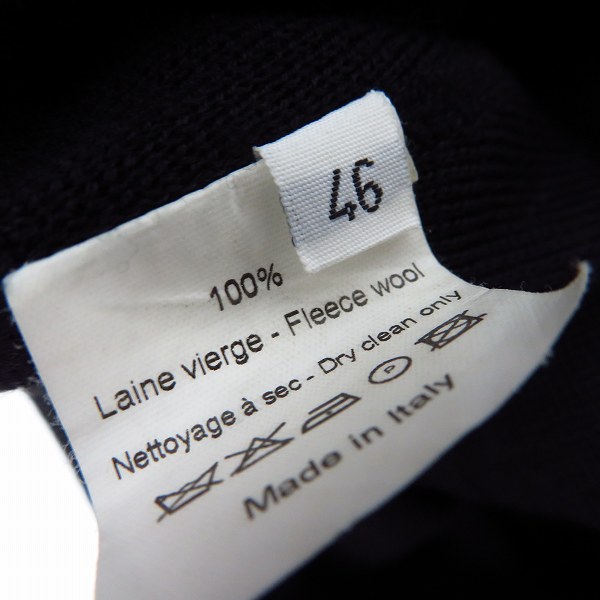 46
100%
Laine vierge - Fleece wool
Nettoyage à sec - Dry clean only
Made in Italy